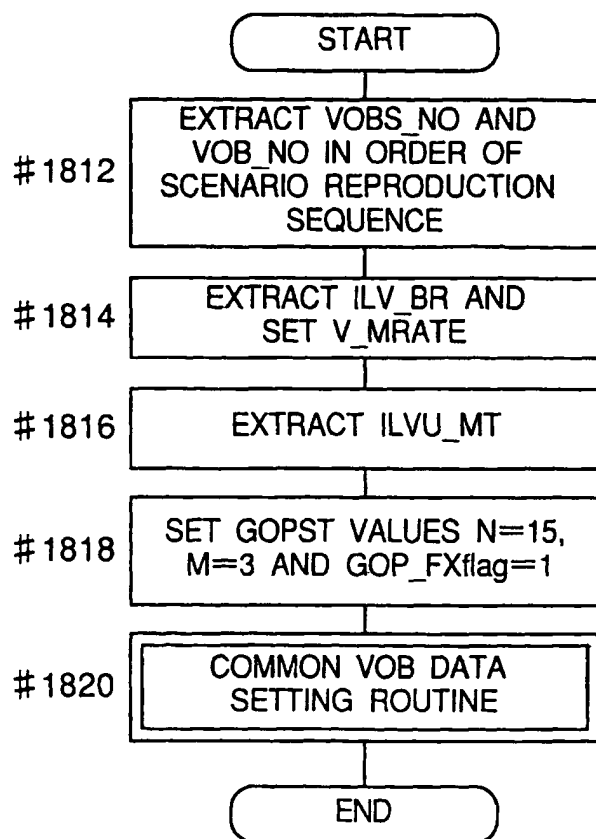 START
#1812
EXTRACT VOBS_NO AND
VOB_NO IN ORDER OF
SCENARIO REPRODUCTION
SEQUENCE
#1814
EXTRACT ILV_BR AND
SET V_MRATE
#1816
EXTRACT ILVU_MT
#1818
SET GOPST VALUES N=15,
M=3 AND GOP_FXflag=1
#1820
COMMON VOB DATA
SETTING ROUTINE
END